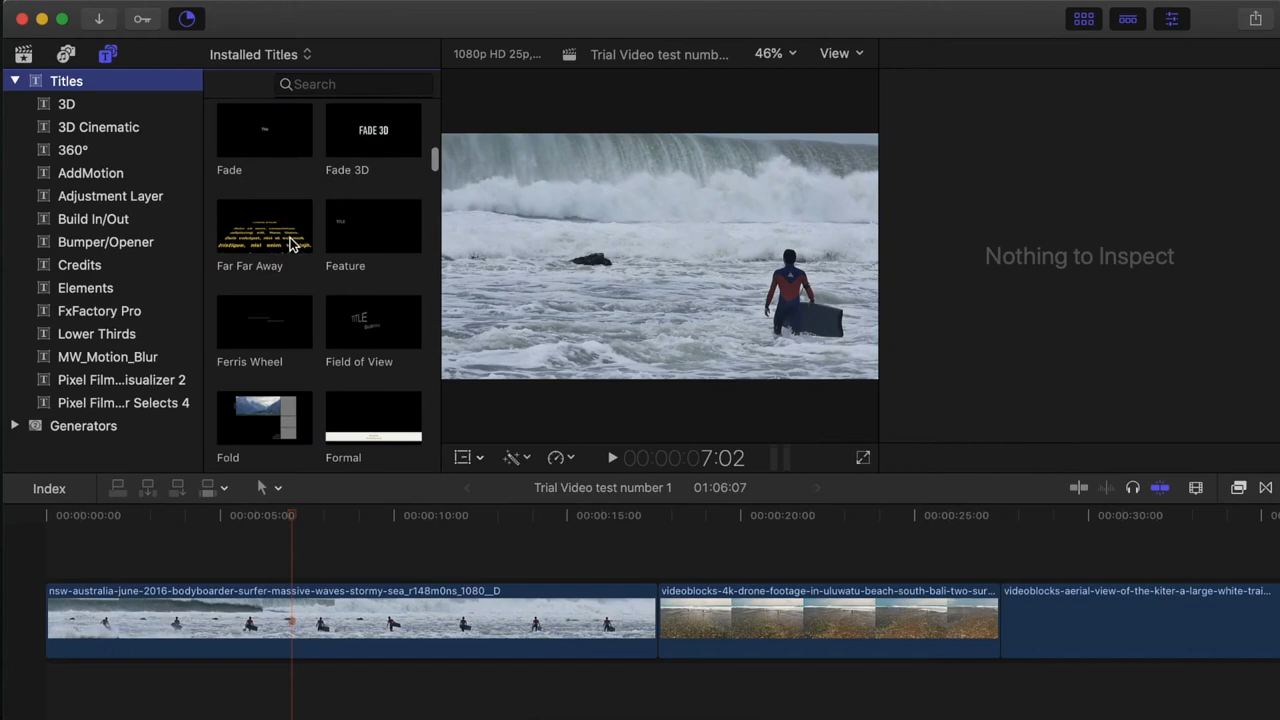 Installed Titles
1080p HD 25p,...
Trial Video test numb...
46%
View
Titles
Search
3D
3D Cinematic
360°
AddMotion
Adjustment Layer
Build In/Out
Bumper/Opener
Credits
Elements
FxFactory Pro
Lower Thirds
MW_Motion_Blur
Pixel Film...isualizer 2
Pixel Film...r Selects 4
Generators
Title
FADE 3D
Fade
Fade 3D
TITLE
Far Far Away
Feature
TITLE
Ferris Wheel
Field of View
Fold
Formal
Nothing to Inspect
00:00:00:07:02
Index
Trial Video test number 1
01:06:07
00:00:00:00
00:00:05:00
00:00:10:00
00:00:15:00
00:00:20:00
00:00:25:00
00:00:30:00
nsw-australia-june-2016-bodyboarder-surfer-massive-waves-stormy-sea_r148m0ns_1080__D
videoblocks-4k-drone-footage-in-uluwatu-beach-south-bali-two-sur...
videoblocks-aerial-view-of-the-kiter-a-large-white-trai...